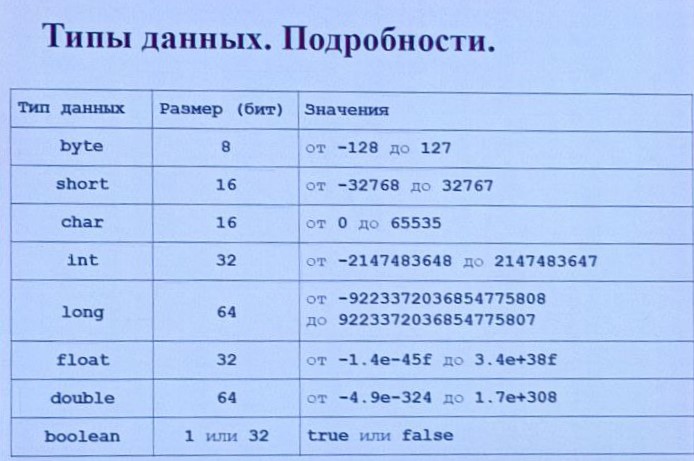 Типы данных. Подробности.
Тип данных Размер (бит) Значения
byte 8 от -128 до 127
short 16 от -32768 до 32767
char 16 от 0 до 65535
int 32 от -2147483648 до 2147483647
long 64 от -9223372036854775808
до 9223372036854775807
float 32 от -1.4e-45f до 3.4e+38f
double 64 от -4.9e-324 до 1.7e+308
boolean 1 или 32 true или false